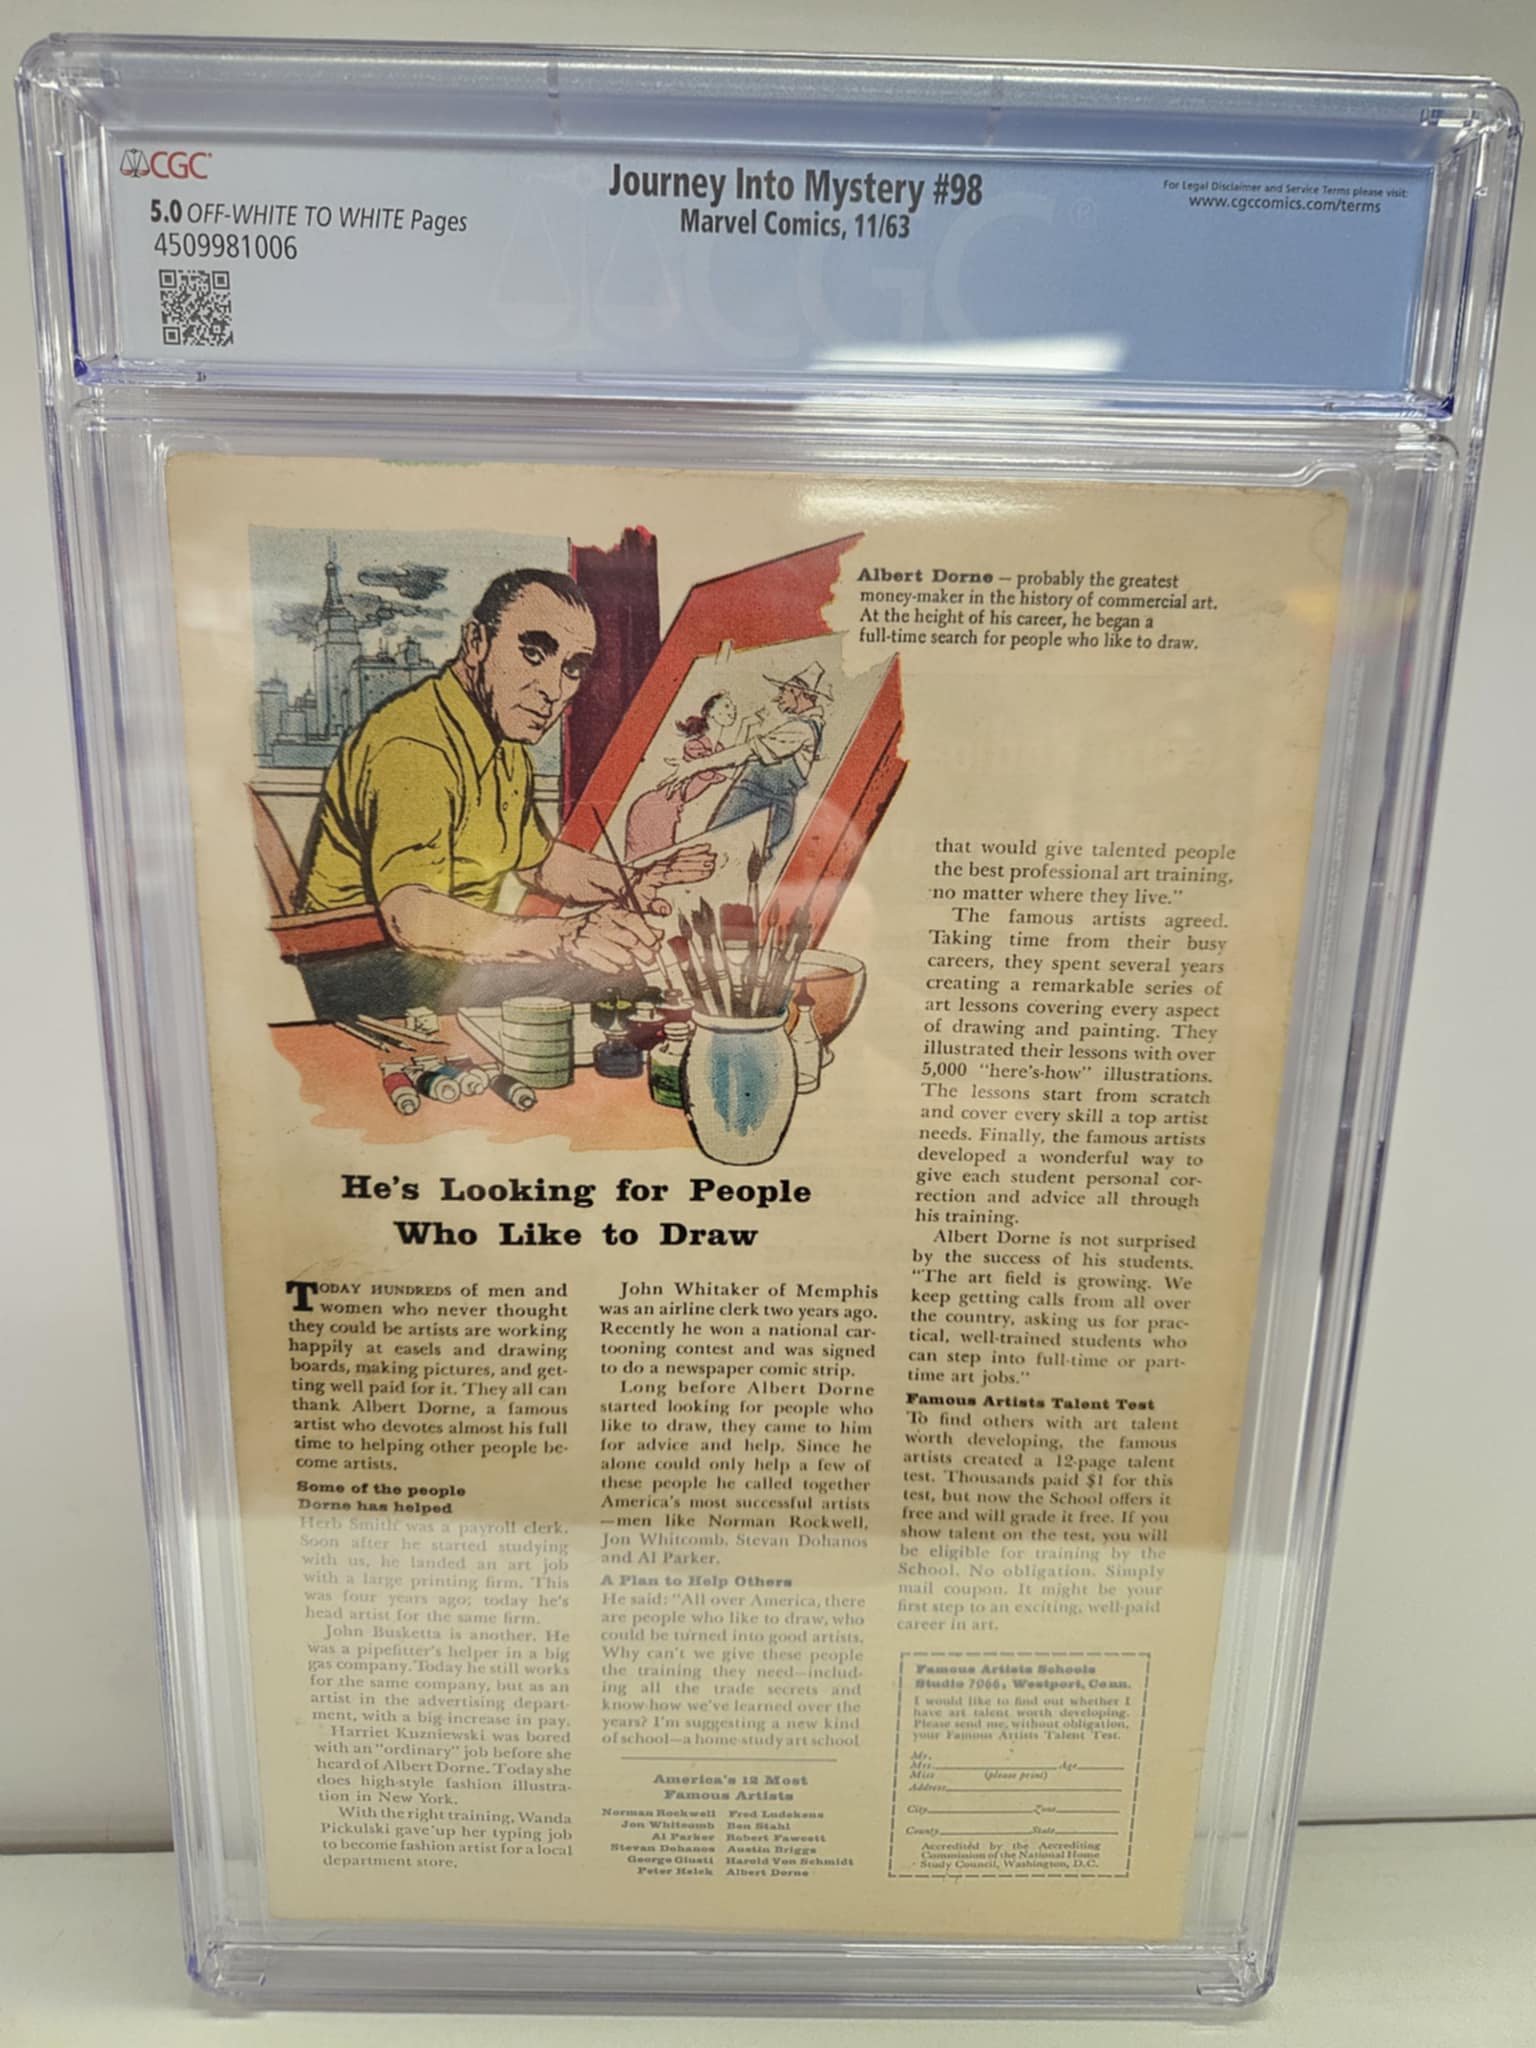 CGC
5.0 OFF-WHITE TO WHITE Pages
4509981006
Journey Into Mystery #98
Marvel Comics, 11/63
For Legal Disclaimer and Service Terms please visit:
www.cgccomics.com/terms
Albert Dorne – probably the greatest
money-maker in the history of commercial art.
At the height of his career, he began a
full-time search for people who like to draw.
He's Looking for People
Who Like to Draw
TODAY HUNDREDS of men and
women who never thought
they could be artists are working
happily at easels and drawing
boards, making pictures, and get-
ting well paid for it. They all can
thank Albert Dorne, a famous
artist who devotes almost his full
time to helping other people be-
come artists.
Some of the people
Dorne has helped
Herb Smith was a payroll clerk.
Soon after he started studying
with us, he landed an art job
with a large printing firm. This
was four years ago; today he's
head artist for the same firm.
John Busketta is another. He
was a pipefitter's helper in a big
gas company. Today he still works
for the same company, but as an
artist in the advertising depart-
ment, with a big increase in pay.
Harriet Kuzniewski was bored
with an "ordinary" job before she
heard of Albert Dorne. Today she
does high-style fashion illustra-
tion in New York.
With the right training, Wanda
Pickulski gave up her typing job
to become fashion artist for a local
department store.
John Whitaker of Memphis
was an airline clerk two years ago.
Recently he won a national car-
tooning contest and was signed
to do a newspaper comic strip.
Long before Albert Dorne
started looking for people who
like to draw, they came to him
for advice and help. Since he
alone could only help a few of
these people he called together
America's most successful artists
—men like Norman Rockwell,
Jon Whitcomb, Stevan Dohanos
and Al Parker.
A Plan to Help Others
He said: "All over America, there
are people who like to draw, who
could be turned into good artists.
Why can't we give these people
the training they need—includ-
ing all the trade secrets and
know-how we've learned over the
years? I'm suggesting a new kind
of school—a home-study art school
America's 12 Most
Famous Artists
Norman Rockwell Fred Ludekens
Jon Whitcomb Ben Stahl
Al Parker Robert Fawcett
Stevan Dohanos Austin Briggs
George Giusti Harold Von Schmidt
Peter Helck Albert Dorne
that would give talented people
the best professional art training,
no matter where they live."
The famous artists agreed.
Taking time from their busy
careers, they spent several years
creating a remarkable series of
art lessons covering every aspect
of drawing and painting. They
illustrated their lessons with over
5,000 "here's-how" illustrations.
The lessons start from scratch
and cover every skill a top artist
needs. Finally, the famous artists
developed a wonderful way to
give each student personal cor-
rection and advice all through
his training.
Albert Dorne is not surprised
by the success of his students.
"The art field is growing. We
keep getting calls from all over
the country, asking us for prac-
tical, well-trained students who
can step into full-time or part-
time art jobs."
Famous Artists Talent Test
To find others with art talent
worth developing, the famous
artists created a 12-page talent
test. Thousands paid $1 for this
test, but now the School offers it
free and will grade it free. If you
show talent on the test, you will
be eligible for training by the
School. No obligation. Simply
mail coupon. It might be your
first step to an exciting, well-paid
career in art.
Famous Artists Schools
Studio 7066, Westport, Conn.
I would like to find out whether I
have art talent worth developing.
Please send me, without obligation,
your Famous Artists Talent Test.
Mr.
Mrs. Age
Miss (please print)
Address
City Zone
County State
Accredited by the Accrediting
Commission of the National Home
Study Council, Washington, D.C.